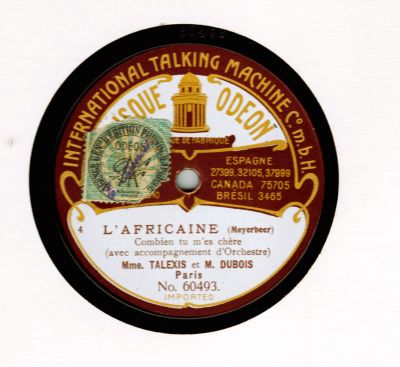 60493
INTERNATIONAL TALKING MACHINE Co m.b.H.
DISQUE ODEON
DE FABRIQUE
ODEON
ESPAGNE
27399, 32105, 37999
CANADA 75705
BRÉSIL 3465
4
L'AFRICAINE (Meyerbeer)
Combien tu m'es chère
(avec accompagnement d'Orchestre)
Mme. TALEXIS et M. DUBOIS
Paris
No. 60493.
IMPORTED